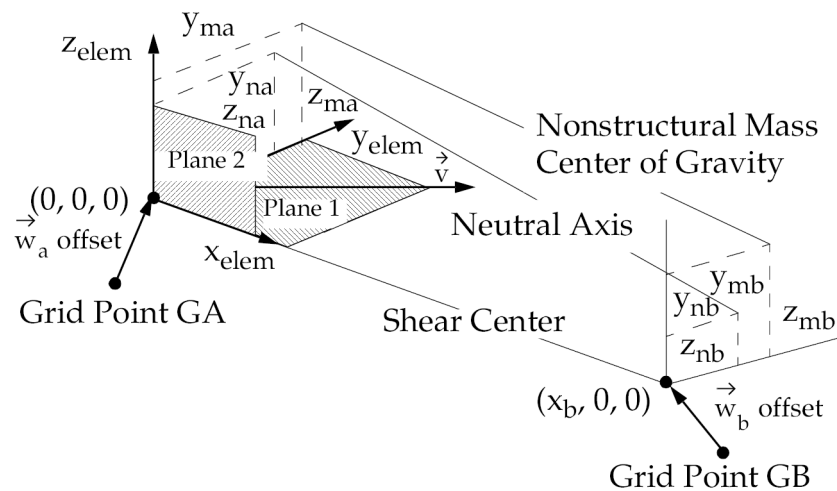 y_ma
z_elem
y_na
z_ma
z_na
Nonstructural Mass
Center of Gravity
y_elem
Plane 2
v
(0, 0, 0)
Plane 1
Neutral Axis
w_a offset
x_elem
y_mb
y_nb
Grid Point GA
Shear Center
z_mb
z_nb
(x_b, 0, 0)
w_b offset
Grid Point GB